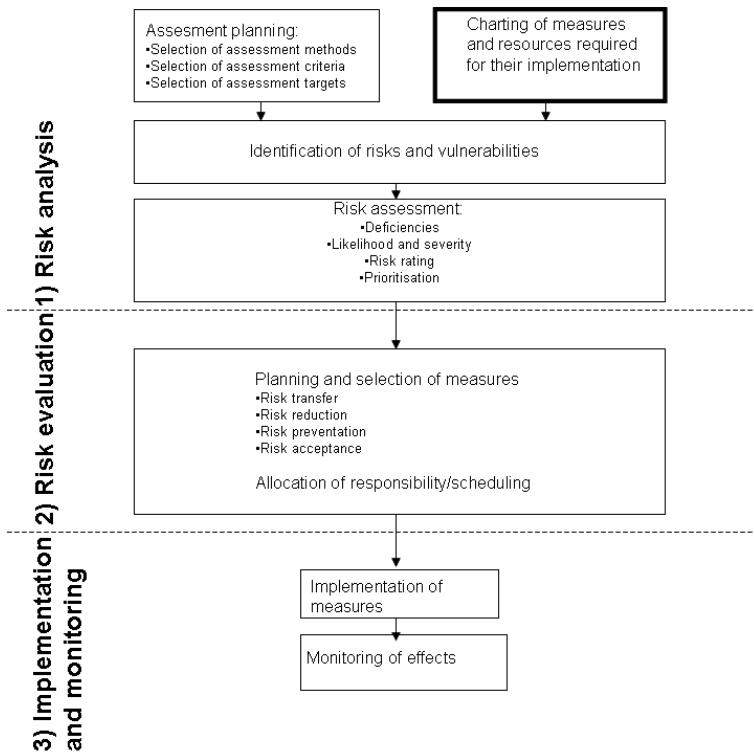 Assesment planning:
▪Selection of assessment methods
▪Selection of assessment criteria
▪Selection of assessment targets
Charting of measures
and resources required
for their implementation
Identification of risks and vulnerabilities
Risk assessment:
▪Deficiencies
▪Likelihood and severity
▪Risk rating
▪Prioritisation
1) Risk analysis
Planning and selection of measures
▪Risk transfer
▪Risk reduction
▪Risk prevention
▪Risk acceptance
Allocation of responsibility/scheduling
2) Risk evaluation
Implementation of
measures
Monitoring of effects
3) Implementation
and monitoring